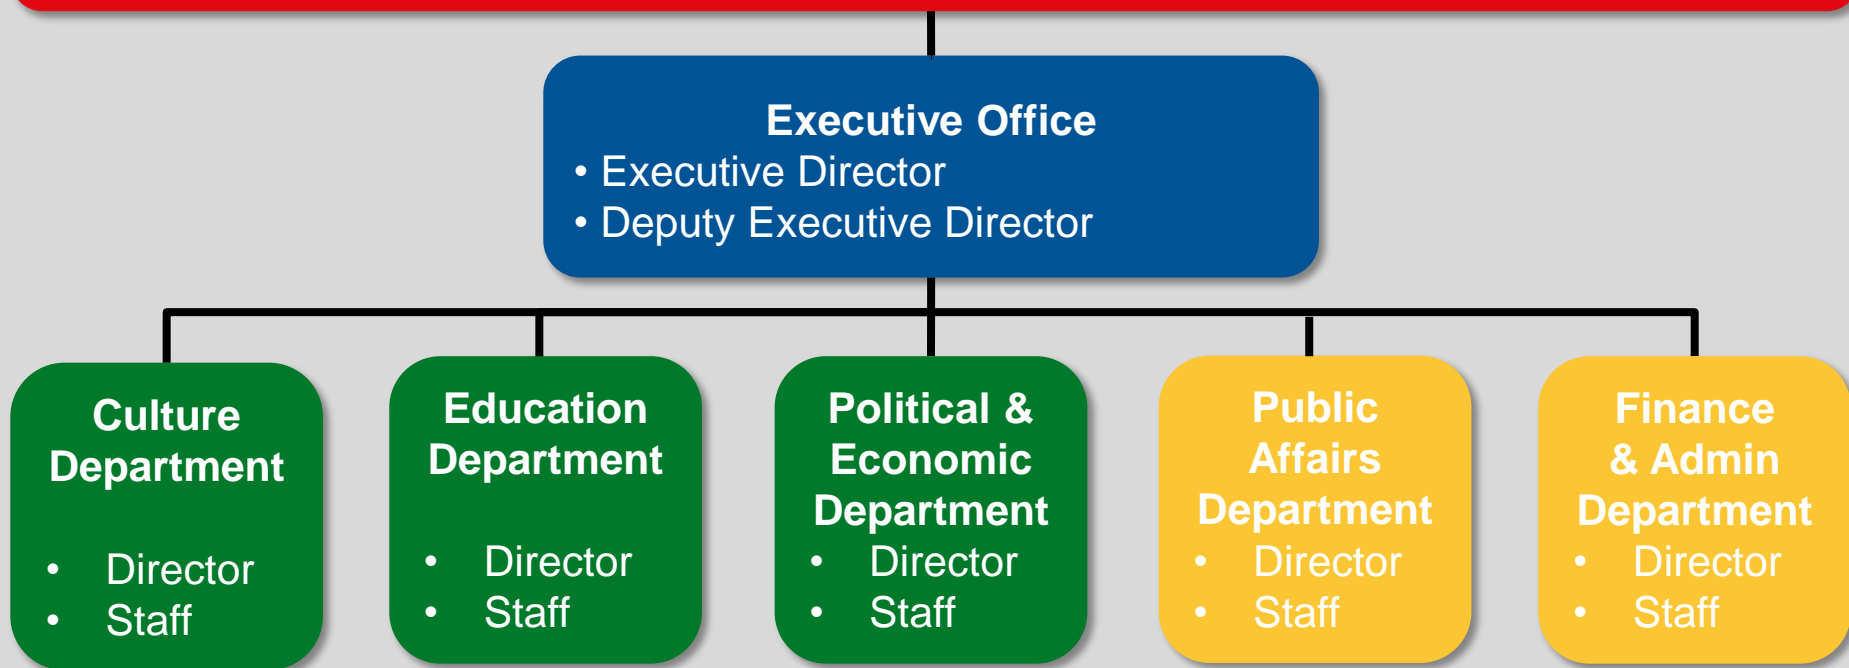 Executive Office
• Executive Director
• Deputy Executive Director
Culture
Department
• Director
• Staff
Education
Department
• Director
• Staff
Political &
Economic
Department
• Director
• Staff
Public
Affairs
Department
• Director
• Staff
Finance
& Admin
Department
• Director
• Staff